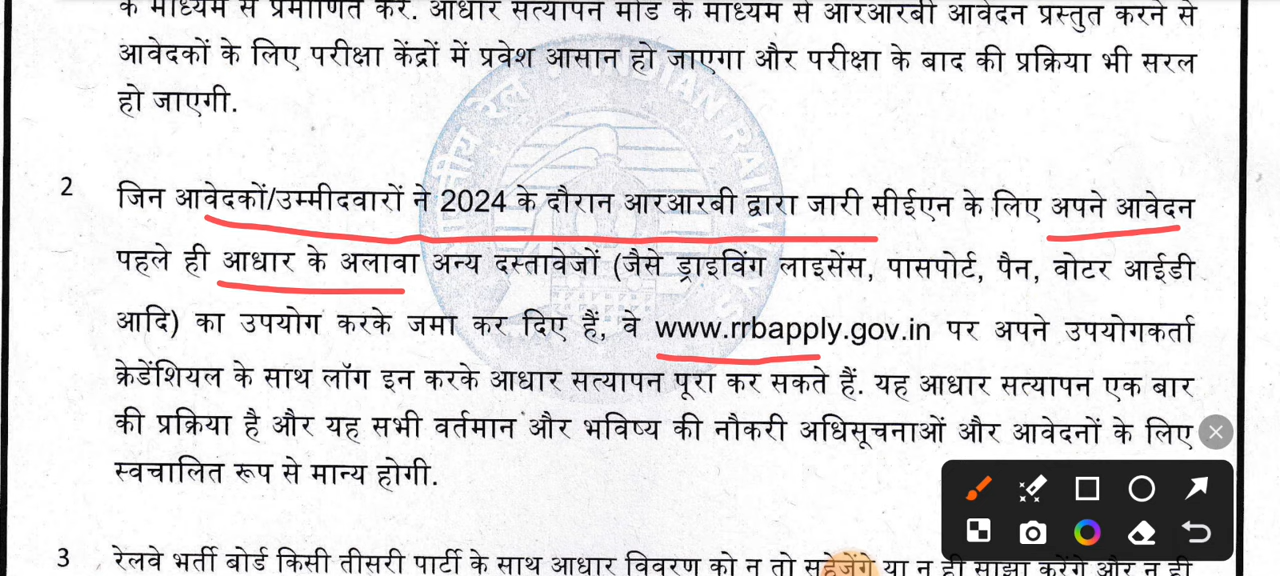 के माध्यम से प्रमाणित करें. आधार सत्यापन मोड के माध्यम से आरआरबी आवेदन प्रस्तुत करने से
आवेदकों के लिए परीक्षा केंद्रों में प्रवेश आसान हो जाएगा और परीक्षा के बाद की प्रक्रिया भी सरल
हो जाएगी.
2 जिन आवेदकों/उम्मीदवारों ने 2024 के दौरान आरआरबी द्वारा जारी सीईएन के लिए अपने आवेदन
पहले ही आधार के अलावा अन्य दस्तावेजों (जैसे ड्राइविंग लाइसेंस, पासपोर्ट, पैन, वोटर आईडी
आदि) का उपयोग करके जमा कर दिए हैं, वे www.rrbapply.gov.in पर अपने उपयोगकर्ता
क्रेडेंशियल के साथ लॉग इन करके आधार सत्यापन पूरा कर सकते हैं. यह आधार सत्यापन एक बार
की प्रक्रिया है और यह सभी वर्तमान और भविष्य की नौकरी अधिसूचनाओं और आवेदनों के लिए
स्वचालित रूप से मान्य होगी.
3 रेलवे भर्ती बोर्ड किसी तीसरी पार्टी के साथ आधार विवरण को न तो सहेजेंगे या न ही साझा करेंगे और न ही
भारतीय रेल INDIAN RAILWAYS